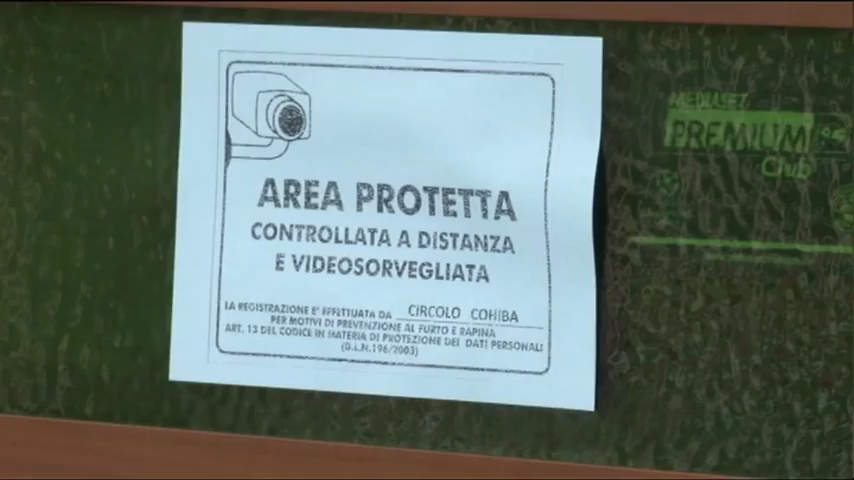 AREA PROTETTA
CONTROLLATA A DISTANZA
E VIDEOSORVEGLIATA
LA REGISTRAZIONE E' EFFETTUATA DA CIRCOLO COHIBA
PER MOTIVI DI PREVENZIONE AL FURTO E RAPINA
ART. 13 DEL CODICE IN MATERIA DI PROTEZIONE DEI DATI PERSONALI
(D.L.N.196/2003)
MEDIASET
PREMIUM
Club